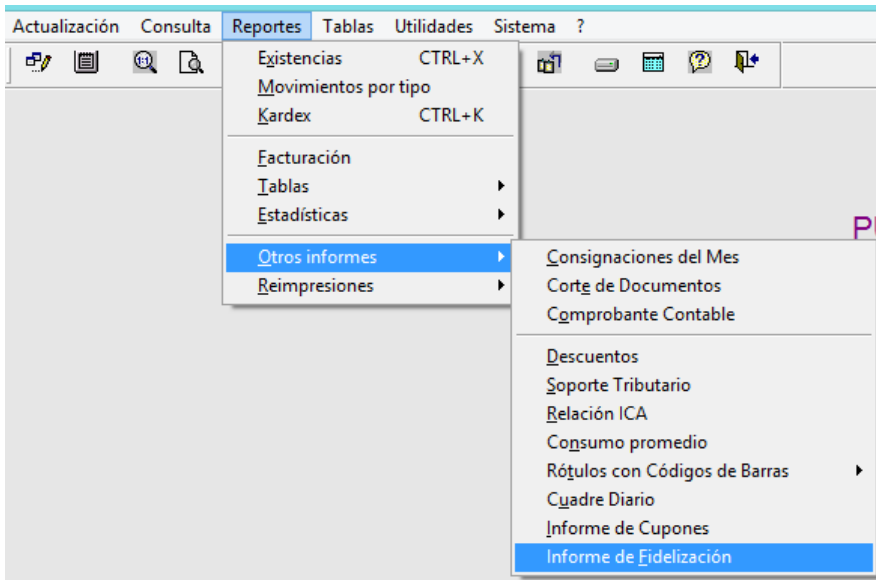 Actualización Consulta Reportes Tablas Utilidades Sistema ?
Existencias CTRL+X
Movimientos por tipo
Kardex CTRL+K
Facturación
Tablas
Estadísticas
Otros informes
Reimpresiones
Consignaciones del Mes
Corte de Documentos
Comprobante Contable
Descuentos
Soporte Tributario
Relación ICA
Consumo promedio
Rótulos con Códigos de Barras
Cuadre Diario
Informe de Cupones
Informe de Fidelización